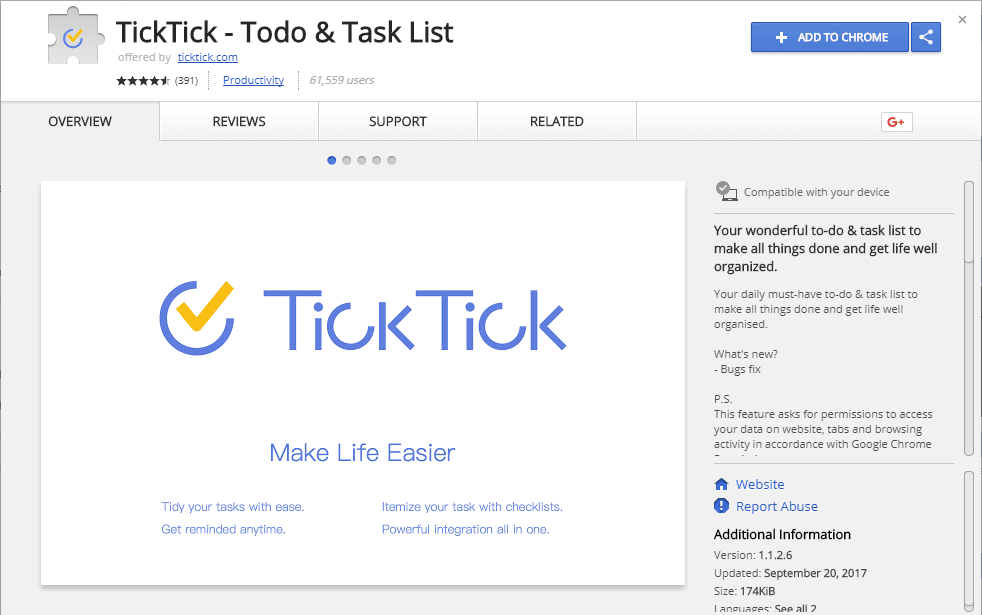 TickTick - Todo & Task List
offered by ticktick.com
(391) Productivity 61,559 users
ADD TO CHROME
OVERVIEW REVIEWS SUPPORT RELATED
G+
TickTick
Make Life Easier
Tidy your tasks with ease. Itemize your task with checklists.
Get reminded anytime. Powerful integration all in one.
Compatible with your device
Your wonderful to-do & task list to
make all things done and get life well
organized.
Your daily must-have to-do & task list to
make all things done and get life well
organised.
What's new?
- Bugs fix
P.S.
This feature asks for permissions to access
your data on website, tabs and browsing
activity in accordance with Google Chrome
Website
Report Abuse
Additional Information
Version: 1.1.2.6
Updated: September 20, 2017
Size: 174KiB
Languages: See all 2